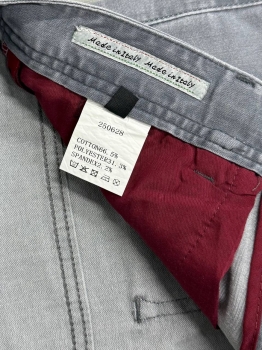 Made in Italy Made in Italy
250628
COTTON66.5%
POLYESTER31.3%
SPANDEX2.2%